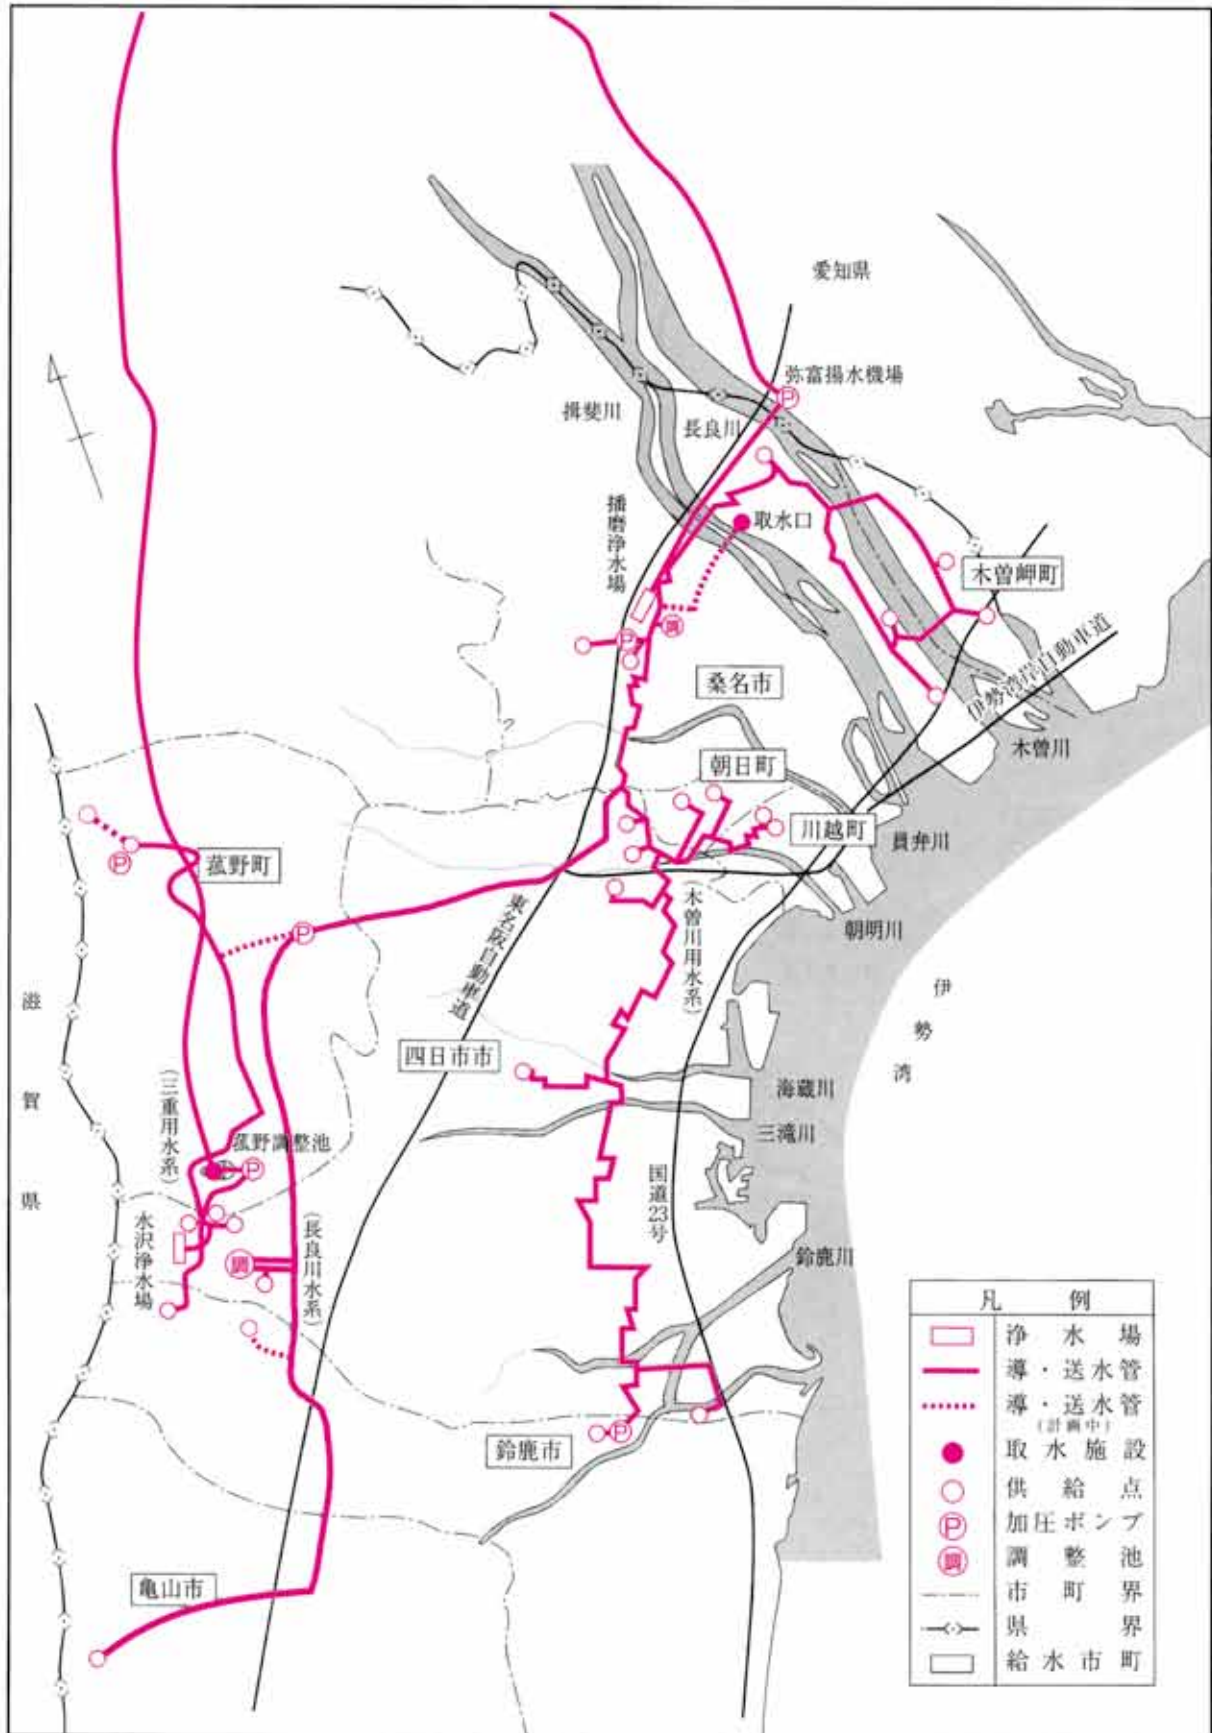 愛知県
弥富揚水機場
Ⓟ
揖斐川
長良川
播磨浄水場
取水口
木曽岬町
Ⓟ
調
伊勢湾岸自動車道
桑名市
木曽川
朝日町
川越町
員弁川
Ⓟ
菰野町
(木曽川用水系)
朝明川
東名阪自動車道
Ⓟ
伊勢湾
滋賀県
四日市市
海蔵川
三滝川
(三重用水系)
菰野調整池
Ⓟ
国道23号
水沢浄水場
(長良川水系)
調
鈴鹿川
鈴鹿市
Ⓟ
亀山市
凡例
浄水場
導・送水管
導・送水管
(計画中)
取水施設
供給点
Ⓟ 加圧ポンプ
調 調整池
市町界
県界
給水市町